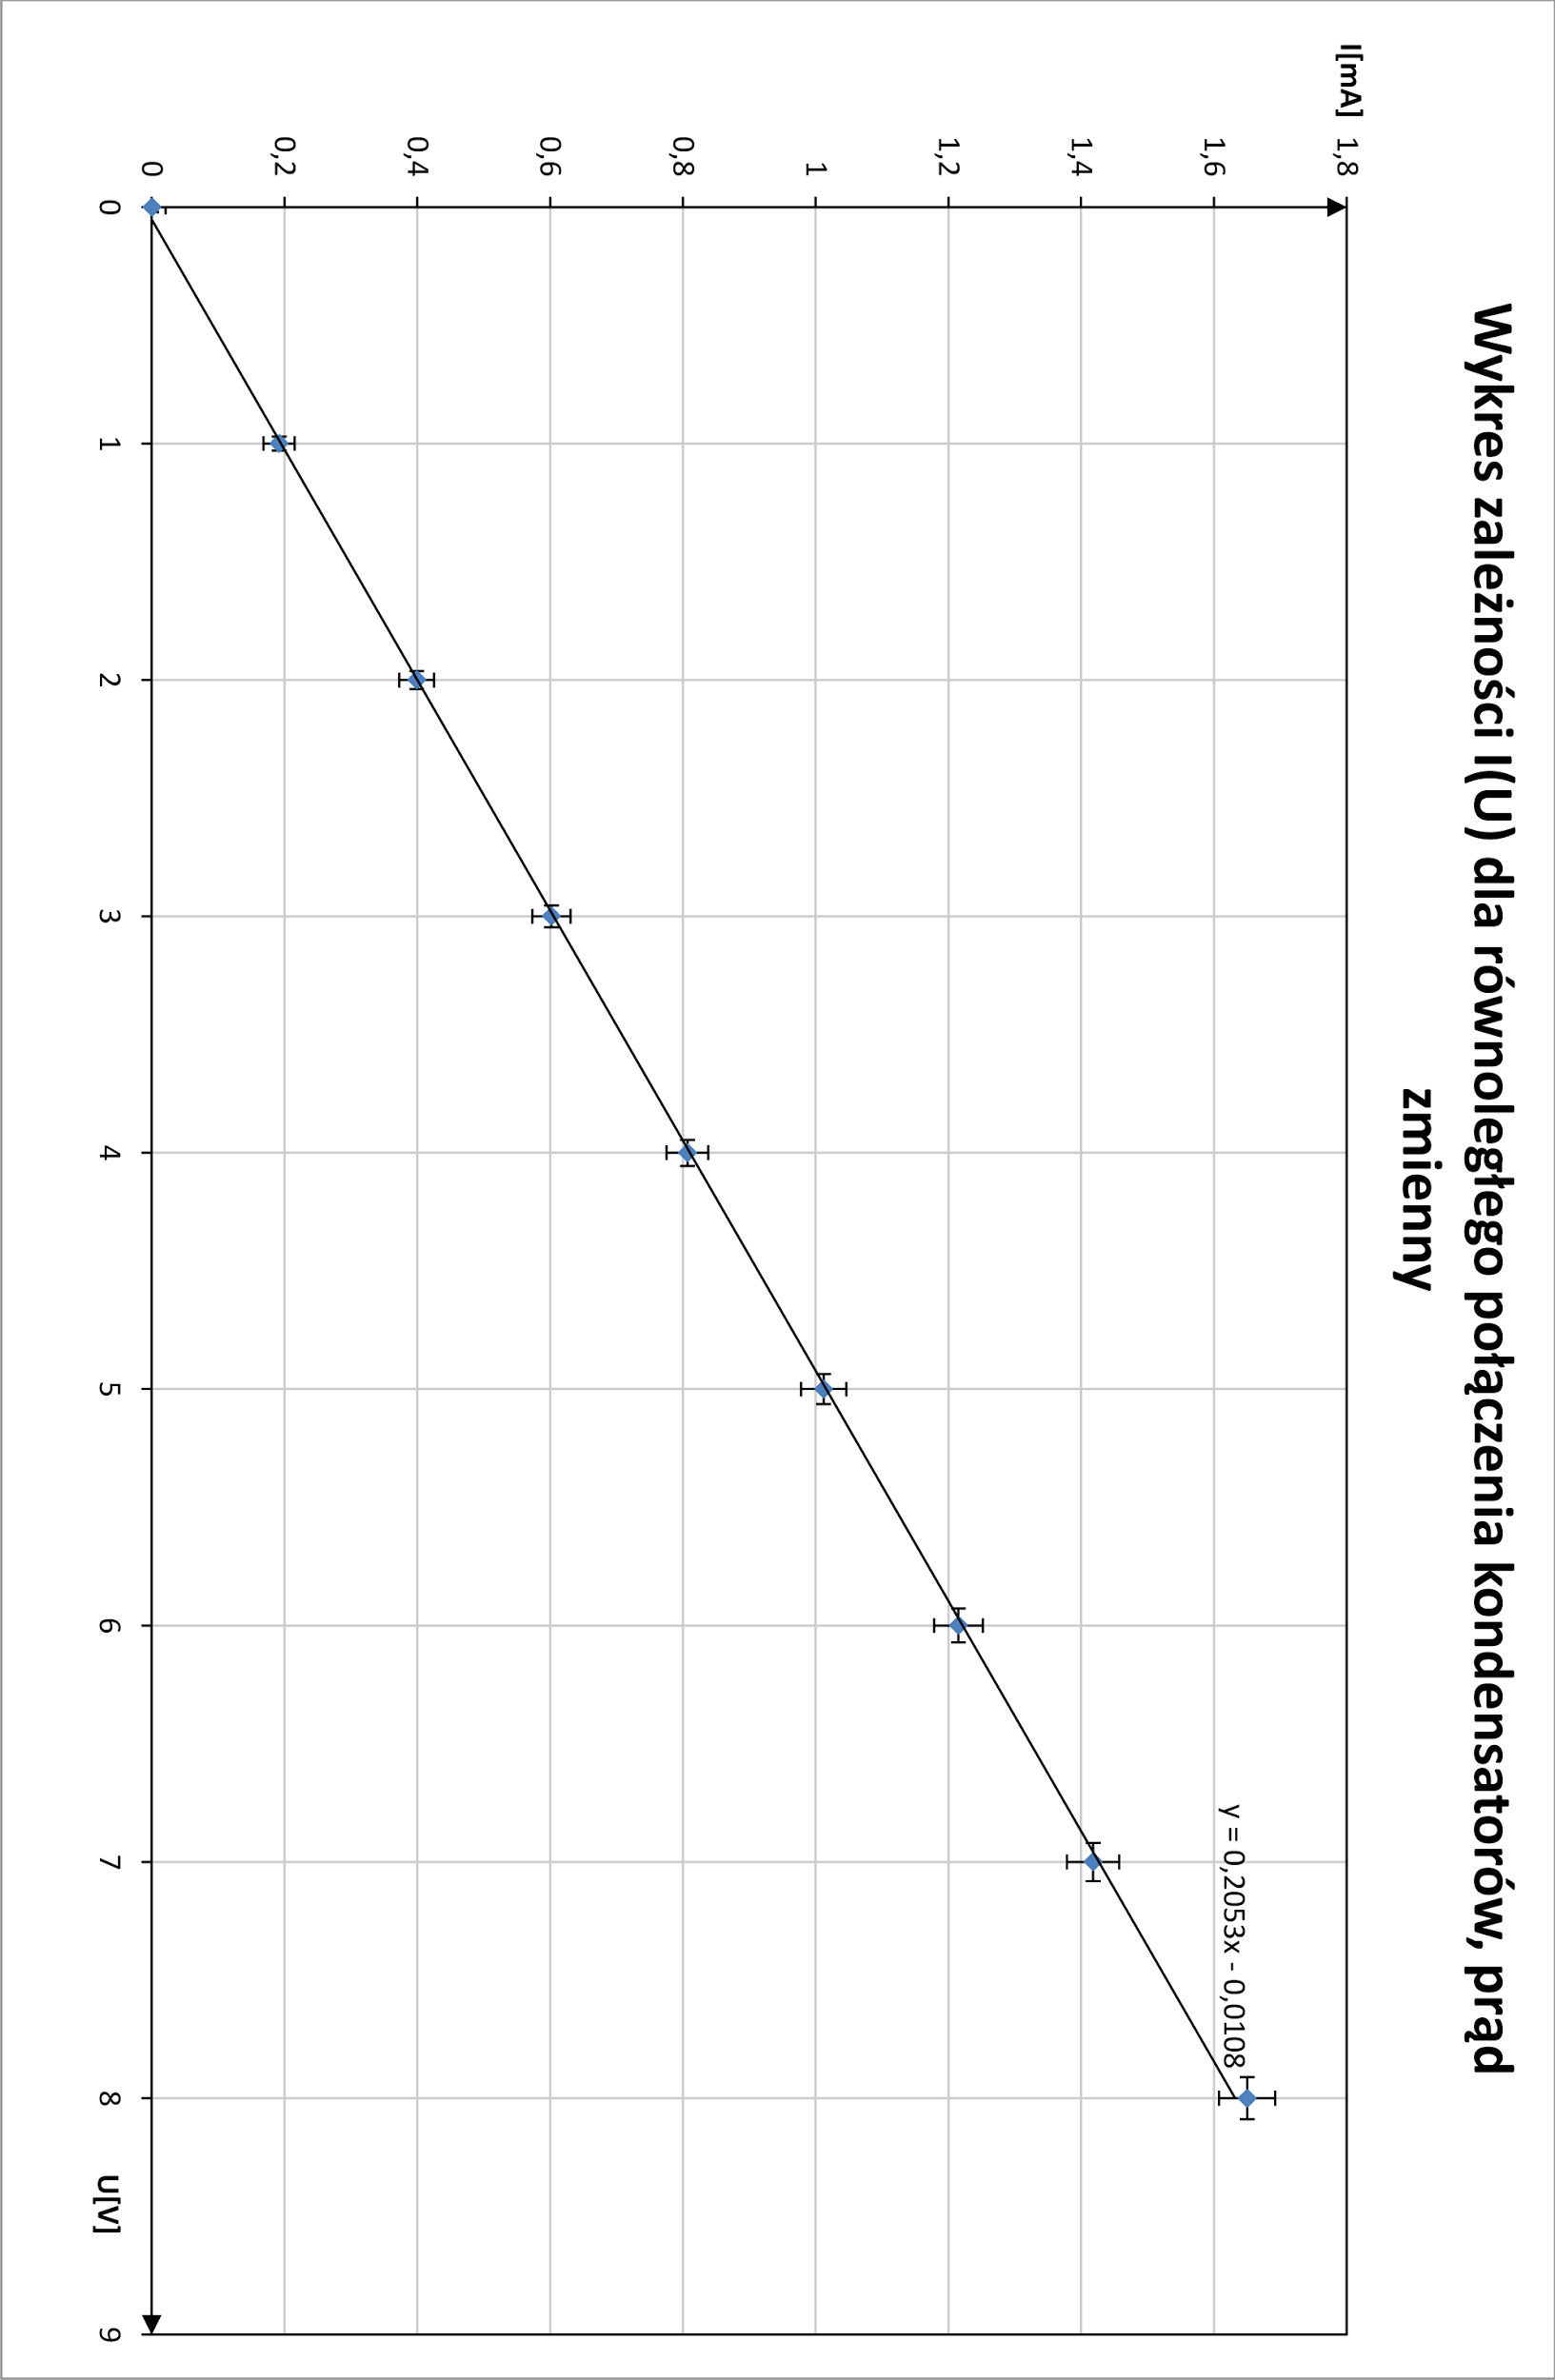 Wykres zależności I(U) dla równoległego połączenia kondensatorów, prąd
zmienny
I[mA]
1,8
1,6
1,4
1,2
1
0,8
0,6
0,4
0,2
0
y = 0,2053x - 0,0108
0 1 2 3 4 5 6 7 8 9
U[V]